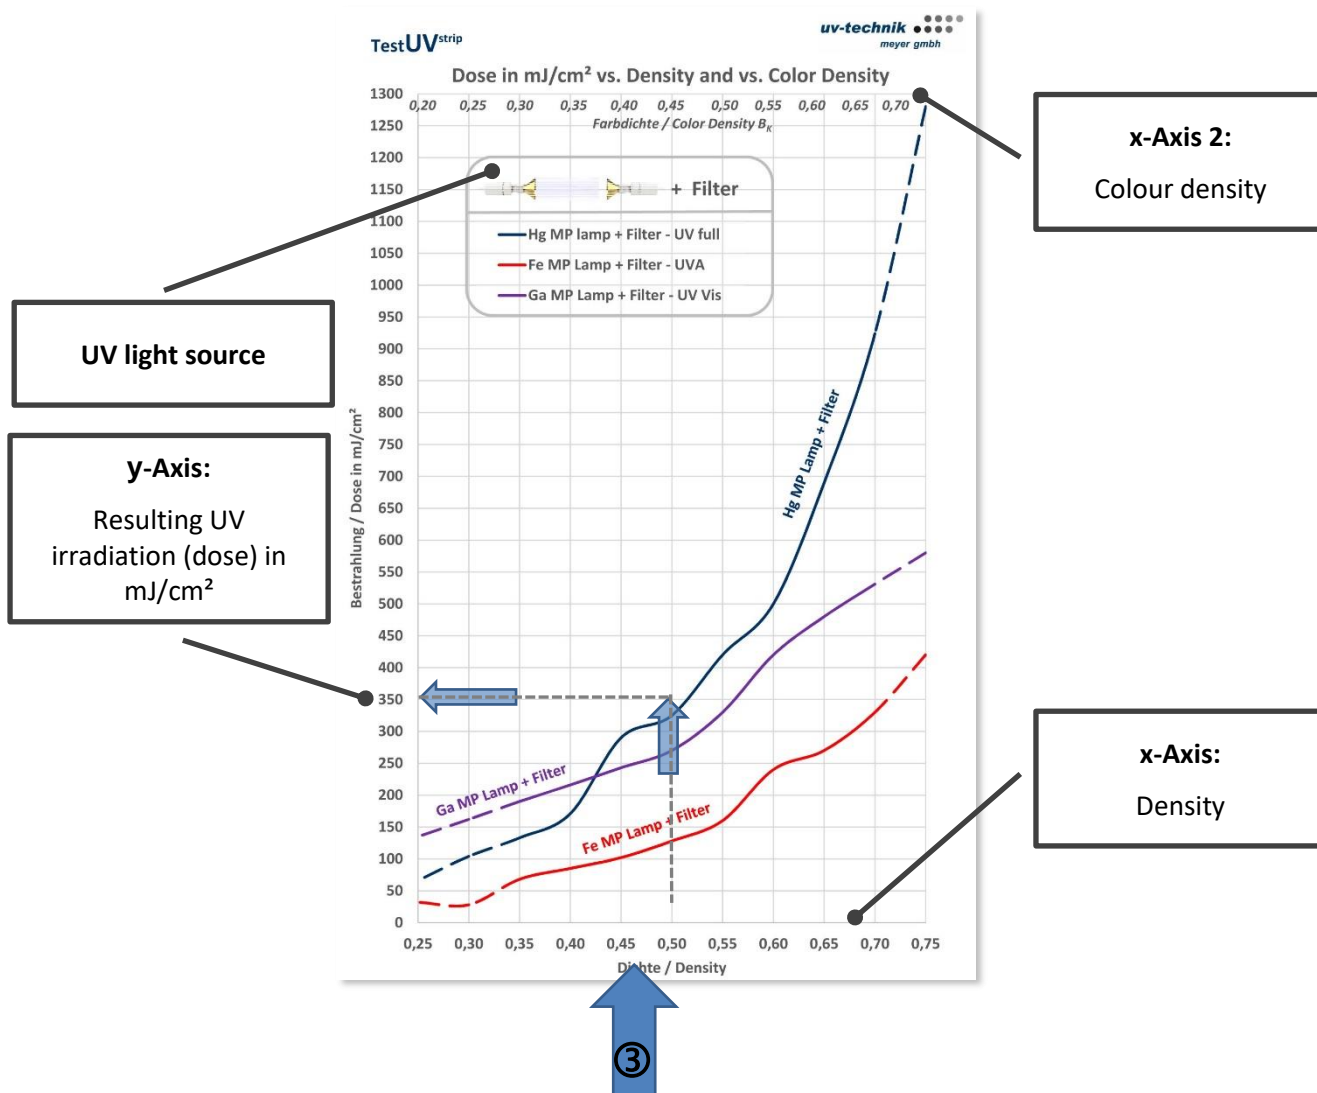 TestUVstrip
uv-technik
meyer gmbh
Dose in mJ/cm² vs. Density and vs. Color Density
0,20 0,25 0,30 0,35 0,40 0,45 0,50 0,55 0,60 0,65 0,70
Farbdichte / Color Density BK
1300
1250
1200
1150
1100
1050
1000
950
900
850
800
750
700
650
600
550
500
450
400
350
300
250
200
150
100
50
0
Bestrahlung / Dose in mJ/cm²
+ Filter
Hg MP lamp + Filter - UV full
Fe MP Lamp + Filter - UVA
Ga MP Lamp + Filter - UV Vis
Hg MP Lamp + Filter
Ga MP Lamp + Filter
Fe MP Lamp + Filter
0,25 0,30 0,35 0,40 0,45 0,50 0,55 0,60 0,65 0,70 0,75
Dichte / Density
③
UV light source
y-Axis:
Resulting UV
irradiation (dose) in
mJ/cm²
x-Axis 2:
Colour density
x-Axis:
Density